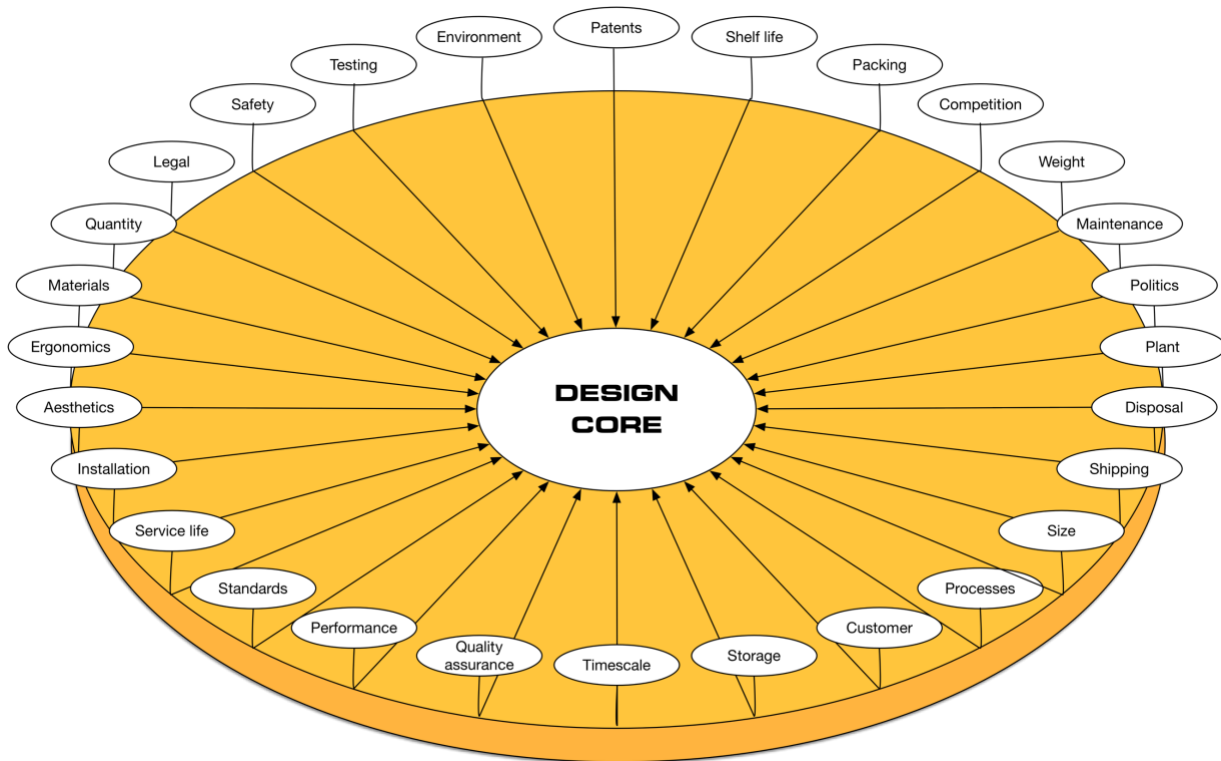 Patents
Environment
Shelf life
Testing
Packing
Safety
Competition
Legal
Weight
Quantity
Maintenance
Materials
Politics
Ergonomics
Plant
DESIGN
CORE
Aesthetics
Disposal
Installation
Shipping
Service life
Size
Standards
Processes
Performance
Customer
Quality
assurance
Timescale
Storage